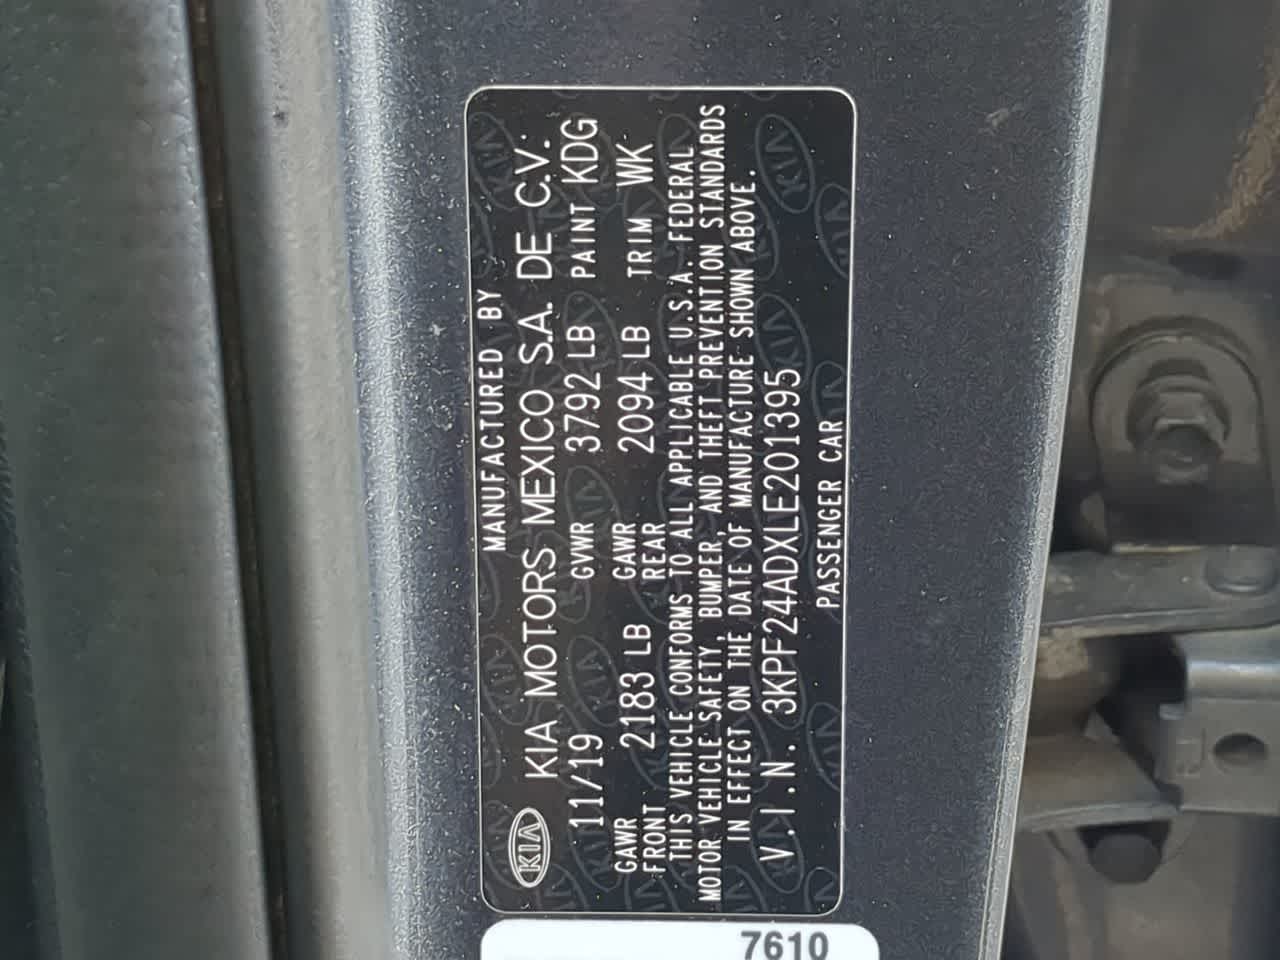 MANUFACTURED BY
KIA KIA MOTORS MEXICO S.A. DE C.V.
11/19 GVWR 3792 LB PAINT KDG
GAWR FRONT 2183 LB GAWR REAR 2094 LB TRIM WK
THIS VEHICLE CONFORMS TO ALL APPLICABLE U.S.A. FEDERAL
MOTOR VEHICLE SAFETY, BUMPER, AND THEFT PREVENTION STANDARDS
IN EFFECT ON THE DATE OF MANUFACTURE SHOWN ABOVE.
V.I.N. 3KPF24ADXLE201395
PASSENGER CAR
7610